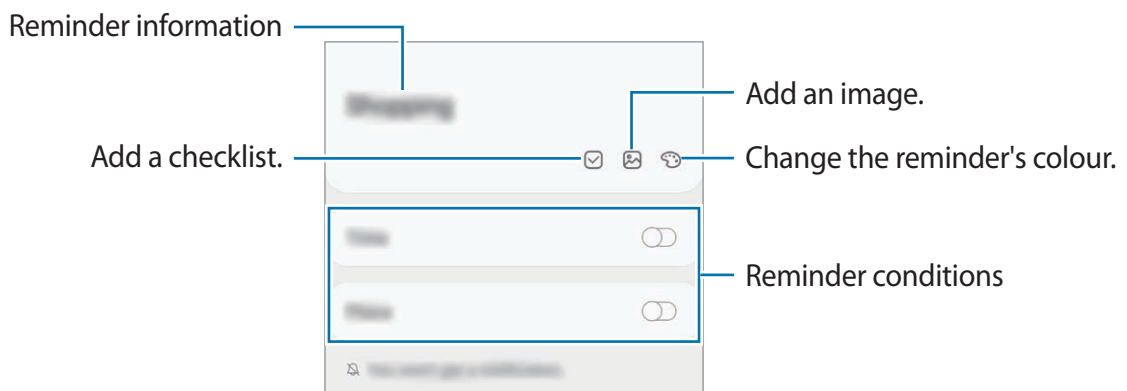 Reminder information
Add an image.
Add a checklist.
Change the reminder's colour.
Reminder conditions